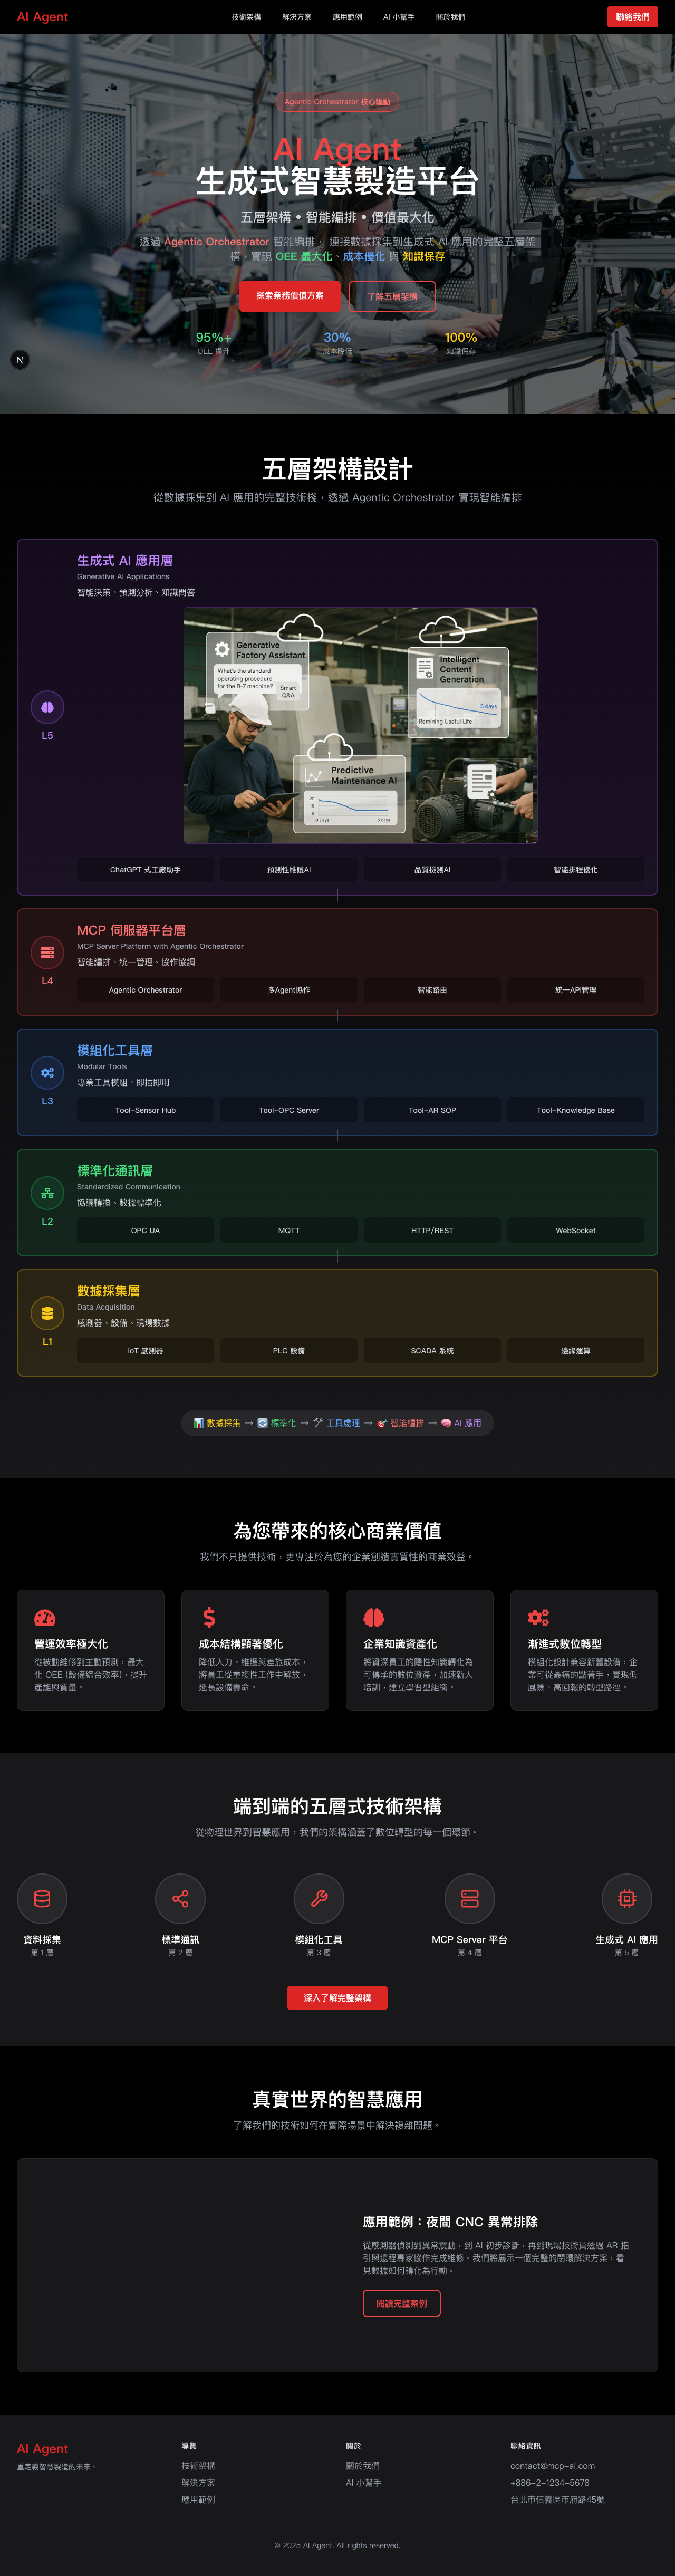 AI Agent
技術架構
解決方案
應用範例
AI 小幫手
關於我們
聯絡我們
Agentic Orchestrator 核心驅動
AI Agent
生成式智慧製造平台
五層架構 • 智能編排 • 價值最大化
透過 Agentic Orchestrator 智能編排， 連接數據採集到生成式 AI 應用的完整五層架
構，實現 OEE 最大化、成本優化 與 知識保存
探索業務價值方案
了解五層架構
95%+
OEE 提升
30%
成本降低
100%
知識保存
N
五層架構設計
從數據採集到 AI 應用的完整技術棧，透過 Agentic Orchestrator 實現智能編排
生成式 AI 應用層
Generative AI Applications
智能決策、預測分析、知識問答
Generative
Factory Assistant
What's the standard
operating procedure
for the B-7 machine?
Smart
Q&A
Intelligent
Content
Generation
5 days
Remining Useful Life
Predictive
Maintenance AI
20
15
10
5
0 Days
5 days
L5
ChatGPT 式工廠助手
預測性維護AI
品質檢測AI
智能排程優化
MCP 伺服器平台層
MCP Server Platform with Agentic Orchestrator
智能編排、統一管理、協作協調
L4
Agentic Orchestrator
多Agent協作
智能路由
統一API管理
模組化工具層
Modular Tools
專業工具模組、即插即用
L3
Tool-Sensor Hub
Tool-OPC Server
Tool-AR SOP
Tool-Knowledge Base
標準化通訊層
Standardized Communication
協議轉換、數據標準化
L2
OPC UA
MQTT
HTTP/REST
WebSocket
數據採集層
Data Acquisition
感測器、設備、現場數據
L1
IoT 感測器
PLC 設備
SCADA 系統
邊緣運算
📊 數據採集 → 🔄 標準化 → 🛠 工具處理 → 🎸 智能編排 → 🧠 AI 應用
為您帶來的核心商業價值
我們不只提供技術，更專注於為您的企業創造實質性的商業效益。
營運效率極大化
從被動維修到主動預測，最大
化 OEE (設備綜合效率)，提升
產能與質量。
成本結構顯著優化
降低人力、維護與差旅成本，
將員工從重複性工作中解放，
延長設備壽命。
企業知識資產化
將資深員工的隱性知識轉化為
可傳承的數位資產，加速新人
培訓，建立學習型組織。
漸進式數位轉型
模組化設計兼容新舊設備，企
業可從最痛的點著手，實現低
風險、高回報的轉型路徑。
端到端的五層式技術架構
從物理世界到智慧應用，我們的架構涵蓋了數位轉型的每一個環節。
資料採集
第 1 層
標準通訊
第 2 層
模組化工具
第 3 層
MCP Server 平台
第 4 層
生成式 AI 應用
第 5 層
深入了解完整架構
真實世界的智慧應用
了解我們的技術如何在實際場景中解決複雜問題。
應用範例：夜間 CNC 異常排除
從感測器偵測到異常震動，到 AI 初步診斷，再到現場技術員透過 AR 指
引與遠程專家協作完成維修。我們將展示一個完整的閉環解決方案，看
見數據如何轉化為行動。
閱讀完整案例
AI Agent
重定義智慧製造的未來。
導覽
技術架構
解決方案
應用範例
關於
關於我們
AI 小幫手
聯絡資訊
contact@mcp-ai.com
+886-2-1234-5678
台北市信義區市府路45號
© 2025 AI Agent. All rights reserved.